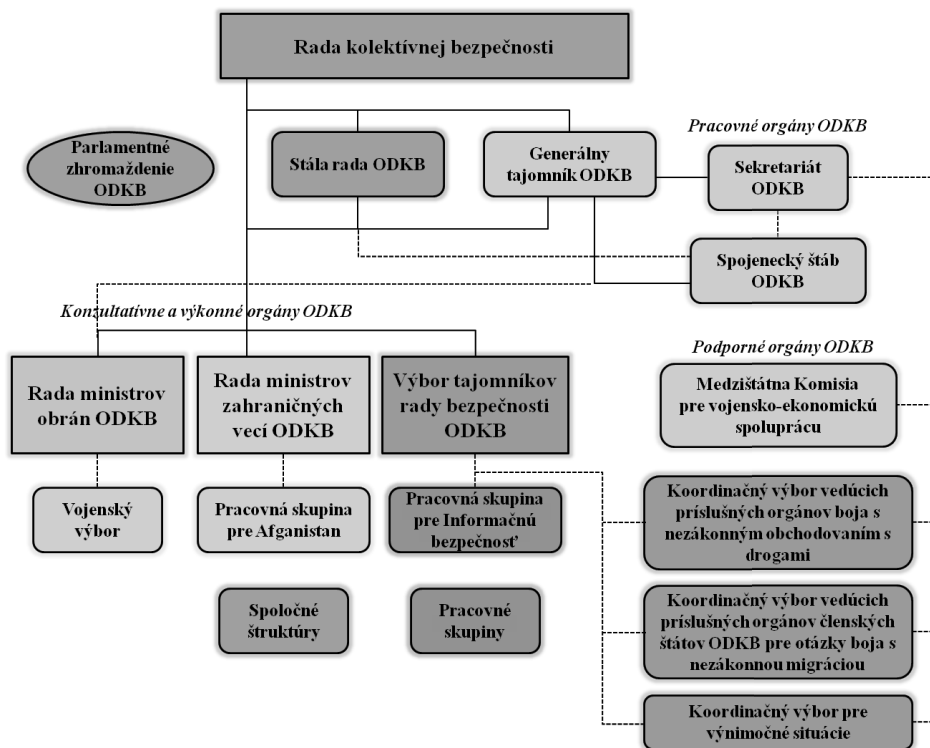 Rada kolektívnej bezpečnosti
Parlamentné
zhromaždenie
ODKB
Stála rada ODKB
Generálny
tajomník ODKB
Pracovné orgány ODKB
Sekretariát
ODKB
Spojenecký štáb
ODKB
Konzultatívne a výkonné orgány ODKB
Rada ministrov
obrán ODKB
Rada ministrov
zahraničných
vecí ODKB
Výbor tajomníkov
rady bezpečnosti
ODKB
Podporné orgány ODKB
Medzištátna Komisia
pre vojensko-ekonomickú
spoluprácu
Vojenský
výbor
Pracovná skupina
pre Afganistan
Pracovná skupina
pre Informačnú
bezpečnosť
Koordinačný výbor vedúcich
príslušných orgánov boja s
nezákonným obchodovaním s
drogami
Spoločné
štruktúry
Pracovné
skupiny
Koordinačný výbor vedúcich
príslušných orgánov členských
štátov ODKB pre otázky boja s
nezákonnou migráciou
Koordinačný výbor pre
výnimočné situácie